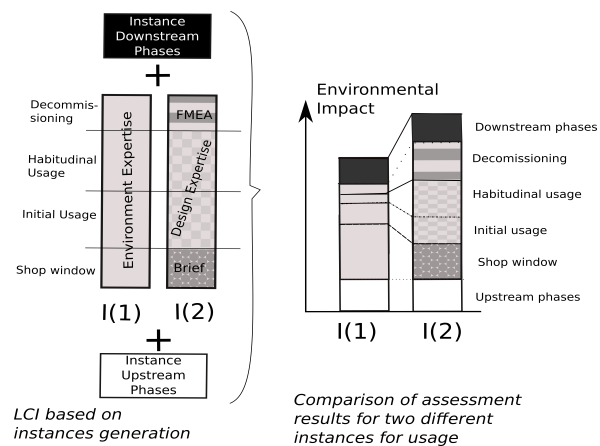 Instance
Downstream
Phases
+
Decommis-
sioning
Habitudinal
Usage
Initial Usage
Shop window
Environment Expertise
FMEA
Design Expertise
Brief
I(1)
I(2)
+
Instance
Upstream
Phases
LCI based on
instances generation
Environmental
Impact
Downstream phases
Decomissioning
Habitudinal usage
Initial usage
Shop window
Upstream phases
I(1)
I(2)
Comparison of assessment
results for two different
instances for usage